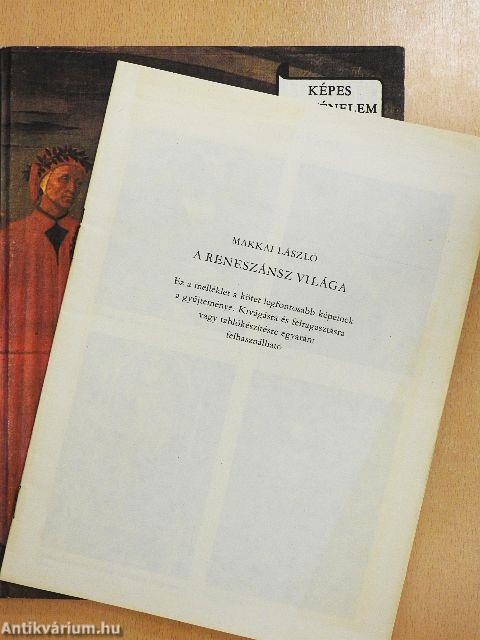 KÉPES
MAKKAI LÁSZLÓ
A RENESZÁNSZ VILÁGA
Ez a melléklet a kötet legfontosabb képeinek
a gyűjteménye. Kivágásra és felragasztásra
vagy tablókészítésre egyaránt
felhasználható
Antikvárium.hu